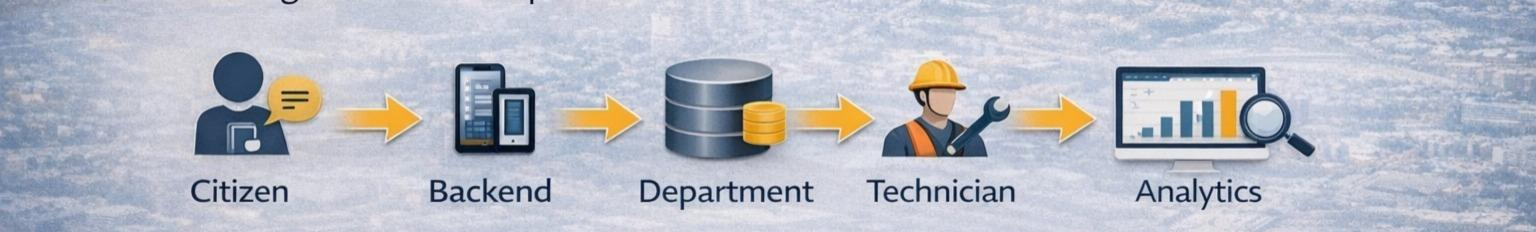 Citizen
Backend
Department
Technician
Analytics